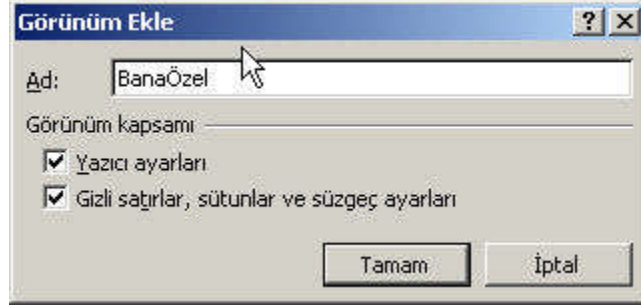 Görünüm Ekle
Ad: BanaÖzel
Görünüm kapsamı
Yazıcı ayarları
Gizli satırlar, sütunlar ve süzgeç ayarları
Tamam İptal